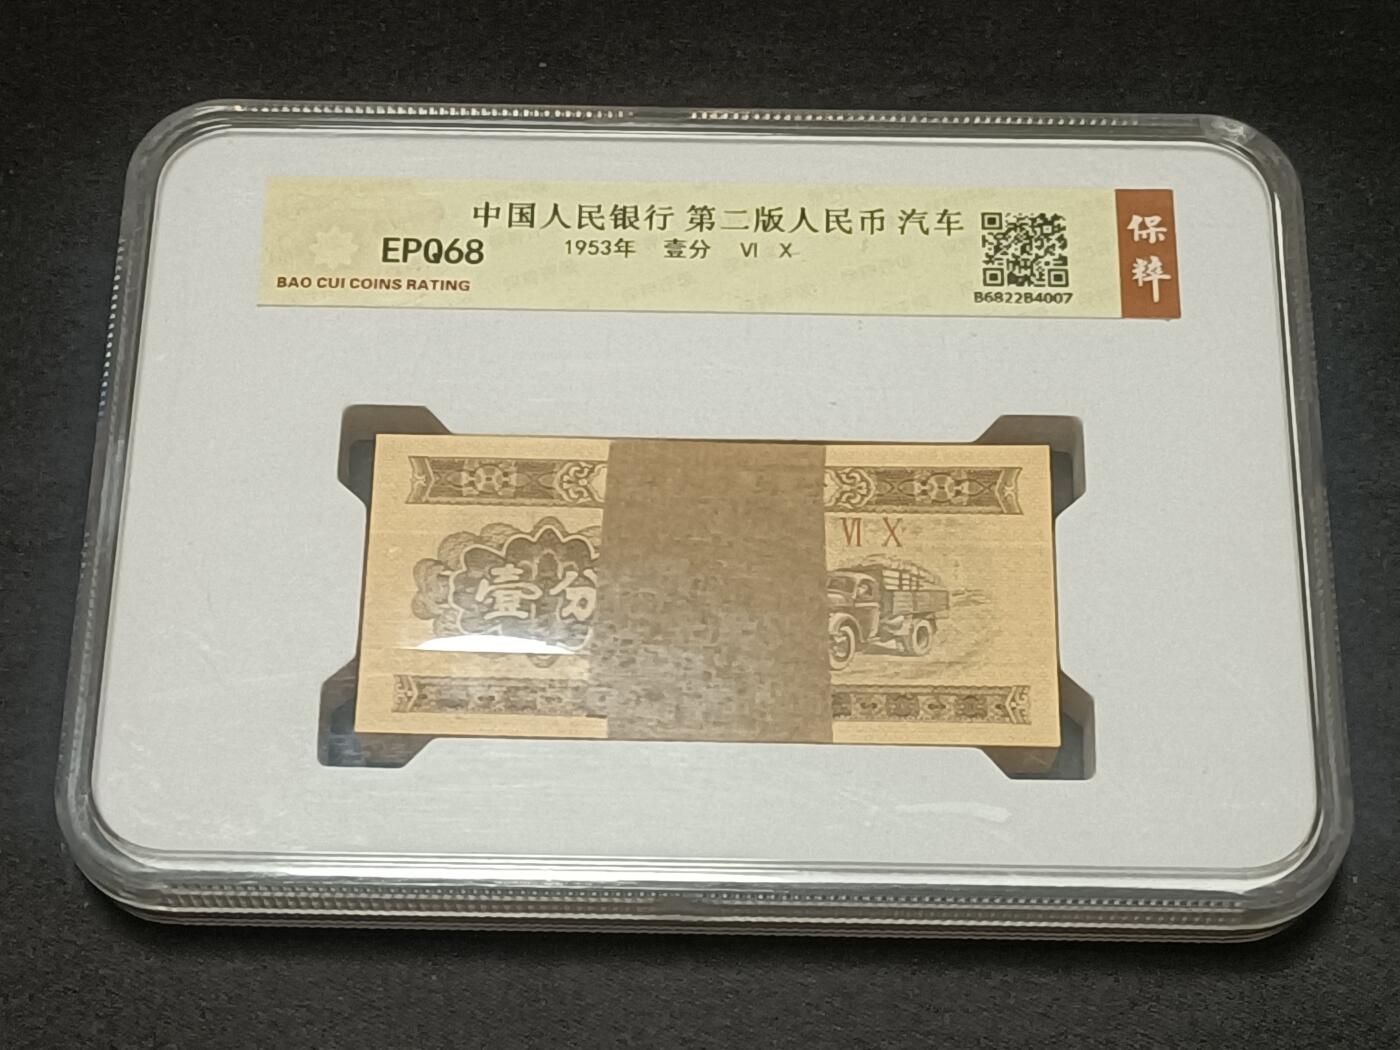 中国人民银行 第二版人民币 汽车
EPQ68
1953年 壹分 VI X
BAO CUI COINS RATING
B6822B4007
保粹
VI X
壹分